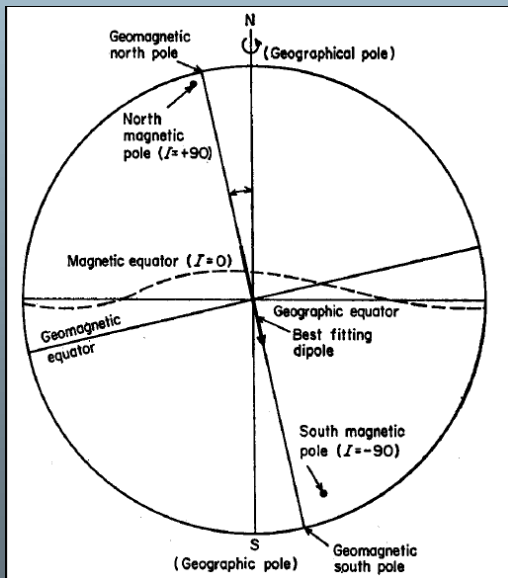 N
Geomagnetic
north pole
(Geographical pole)
North
magnetic
pole (I=+90)
Magnetic equator (I=0)
Geographic equator
Geomagnetic
equator
Best fitting
dipole
South magnetic
pole (I=-90)
S
(Geographic pole)
Geomagnetic
south pole